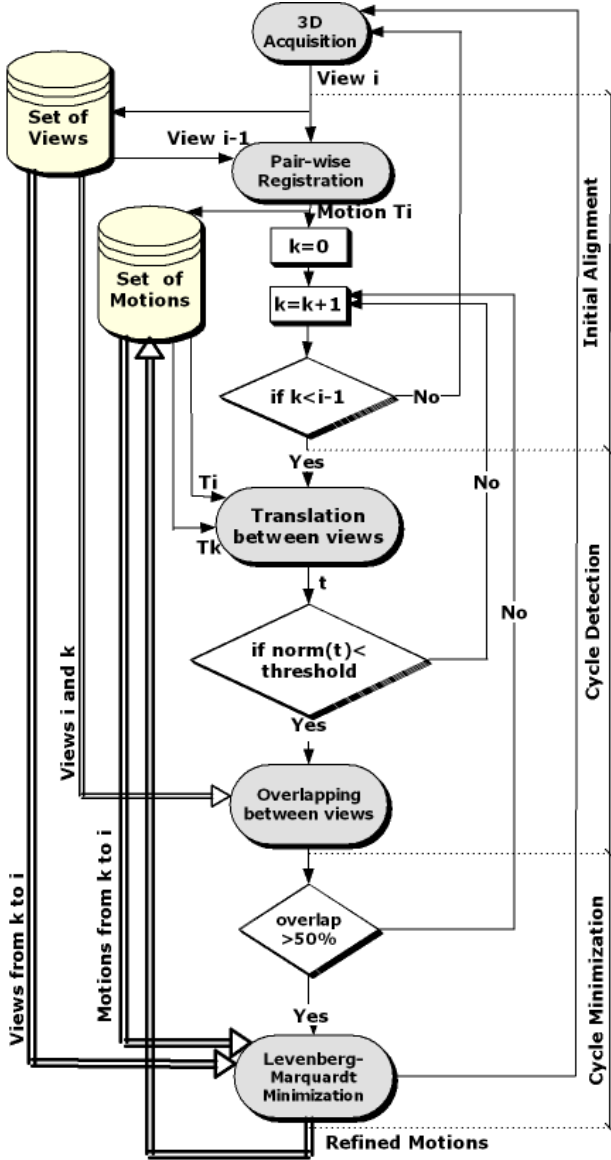 3D
Acquisition
View i
Set of
Views
View i-1
Pair-wise
Registration
Motion Ti
Set of
Motions
k=0
k=k+1
if k<i-1
No
Yes
Ti
Tk
Translation
between views
No
t
No
if norm(t)<
threshold
Yes
Views i and k
Overlapping
between views
overlap
>50%
Yes
Views from k to i
Motions from k to i
Levenberg-
Marquardt
Minimization
Refined Motions
Initial Alignment
Cycle Detection
Cycle Minimization